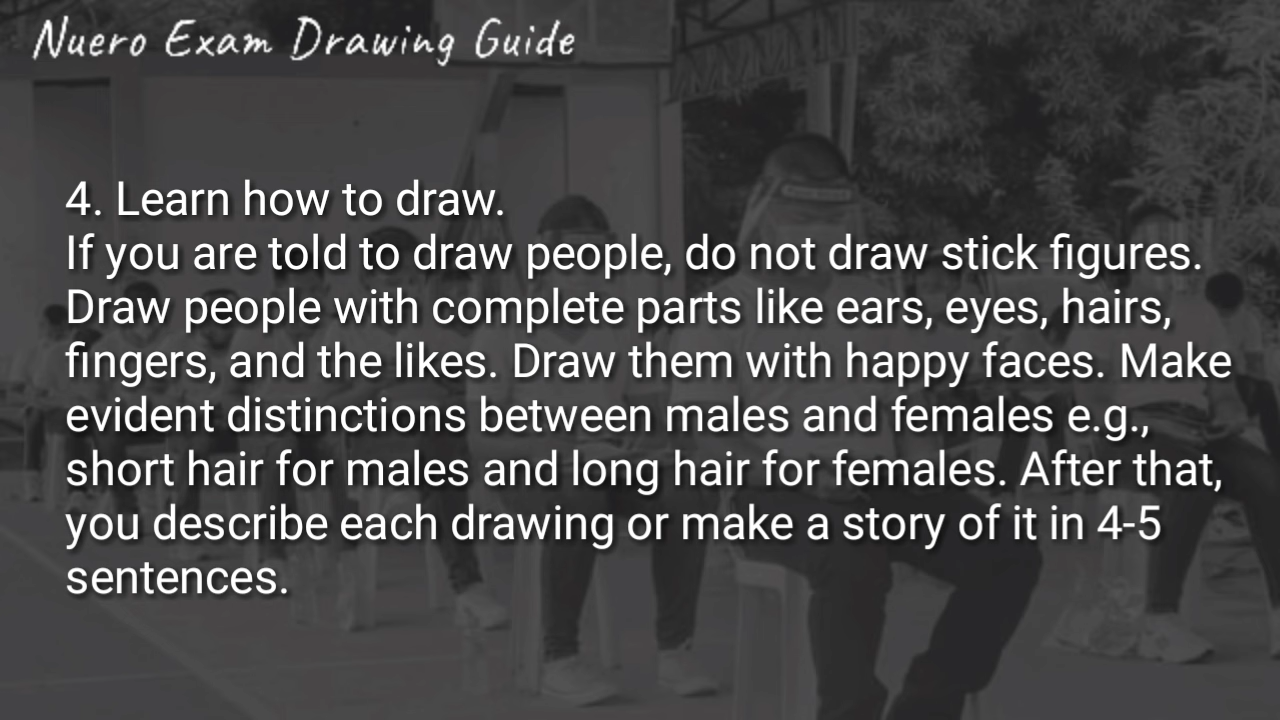 Nuero Exam Drawing Guide
4. Learn how to draw.
If you are told to draw people, do not draw stick figures.
Draw people with complete parts like ears, eyes, hairs,
fingers, and the likes. Draw them with happy faces. Make
evident distinctions between males and females e.g.,
short hair for males and long hair for females. After that,
you describe each drawing or make a story of it in 4-5
sentences.